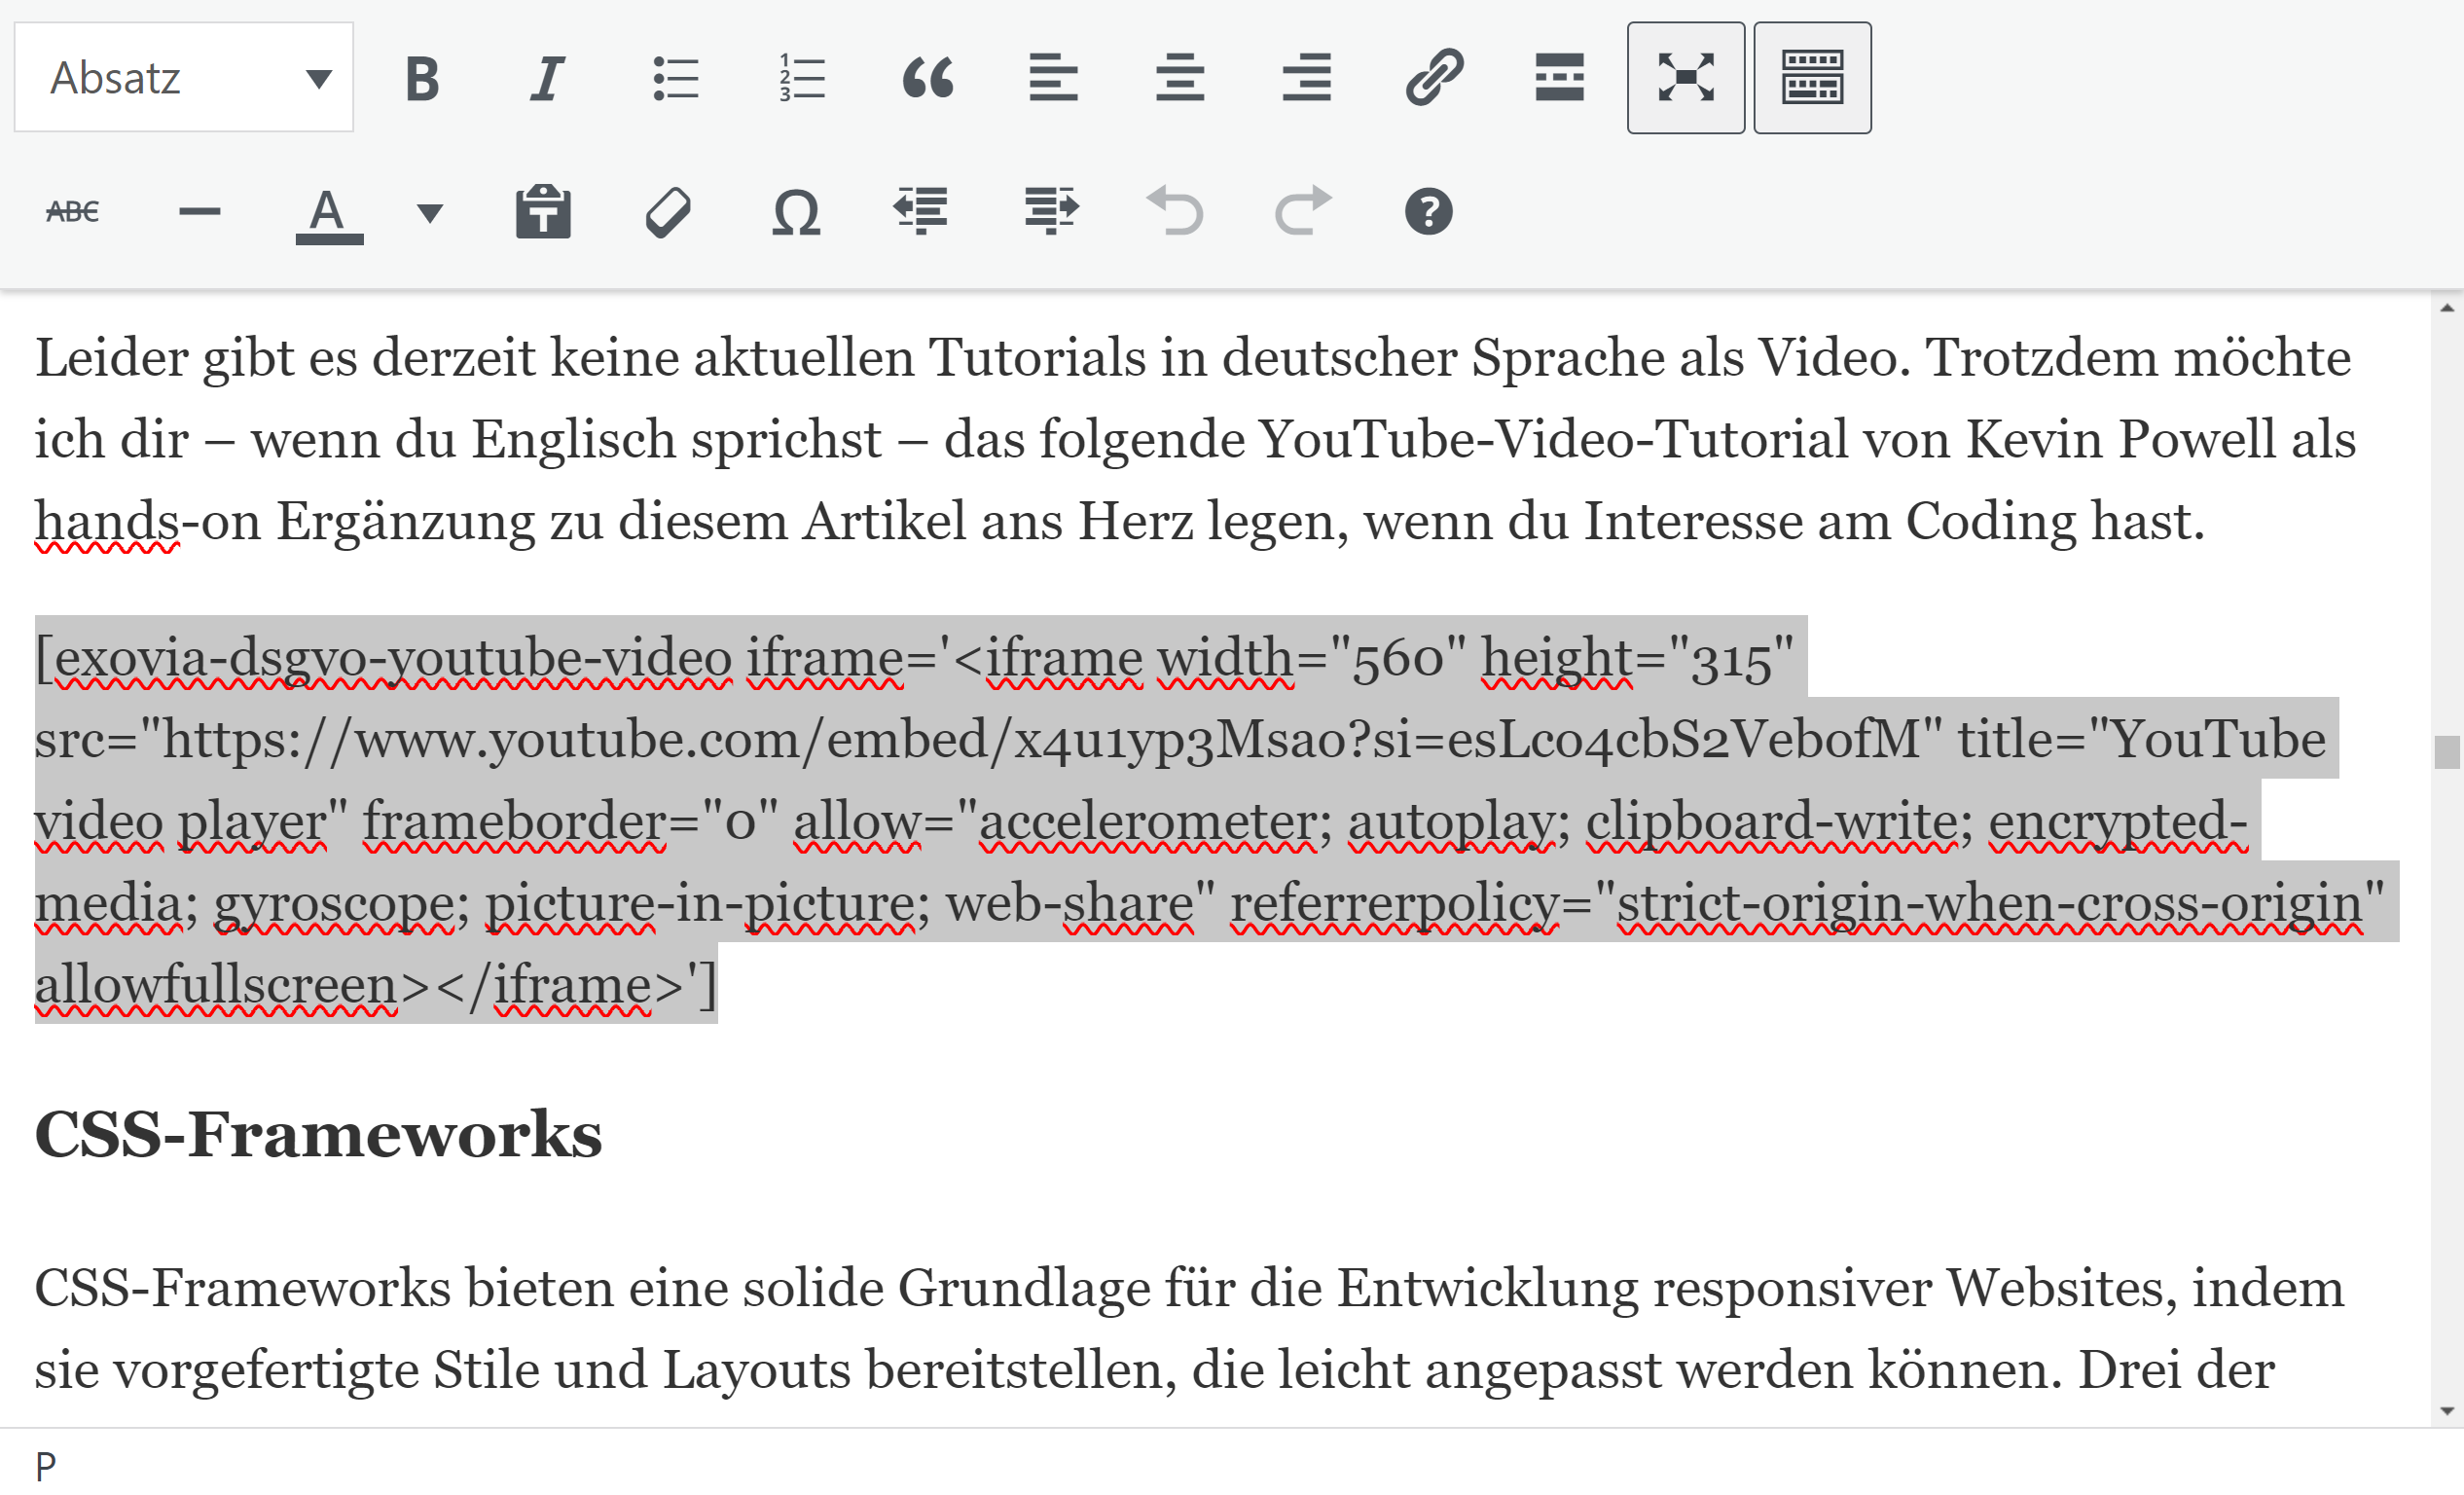 Absatz
B I 1 2 3
ABC A T Ω ?
Leider gibt es derzeit keine aktuellen Tutorials in deutscher Sprache als Video. Trotzdem möchte
ich dir – wenn du Englisch sprichst – das folgende YouTube-Video-Tutorial von Kevin Powell als
hands-on Ergänzung zu diesem Artikel ans Herz legen, wenn du Interesse am Coding hast.
[exovia-dsgvo-youtube-video iframe='<iframe width="560" height="315"
src="https://www.youtube.com/embed/x4u1yp3Msao?si=esLco4cbS2VebofM" title="YouTube
video player" frameborder="0" allow="accelerometer; autoplay; clipboard-write; encrypted-
media; gyroscope; picture-in-picture; web-share" referrerpolicy="strict-origin-when-cross-origin"
allowfullscreen></iframe>']
CSS-Frameworks
CSS-Frameworks bieten eine solide Grundlage für die Entwicklung responsiver Websites, indem
sie vorgefertigte Stile und Layouts bereitstellen, die leicht angepasst werden können. Drei der
P